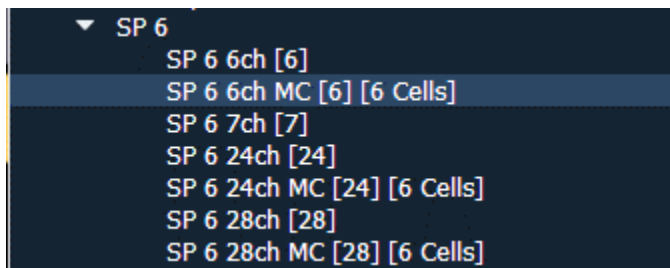 SP 6
SP 6 6ch [6]
SP 6 6ch MC [6] [6 Cells]
SP 6 7ch [7]
SP 6 24ch [24]
SP 6 24ch MC [24] [6 Cells]
SP 6 28ch [28]
SP 6 28ch MC [28] [6 Cells]